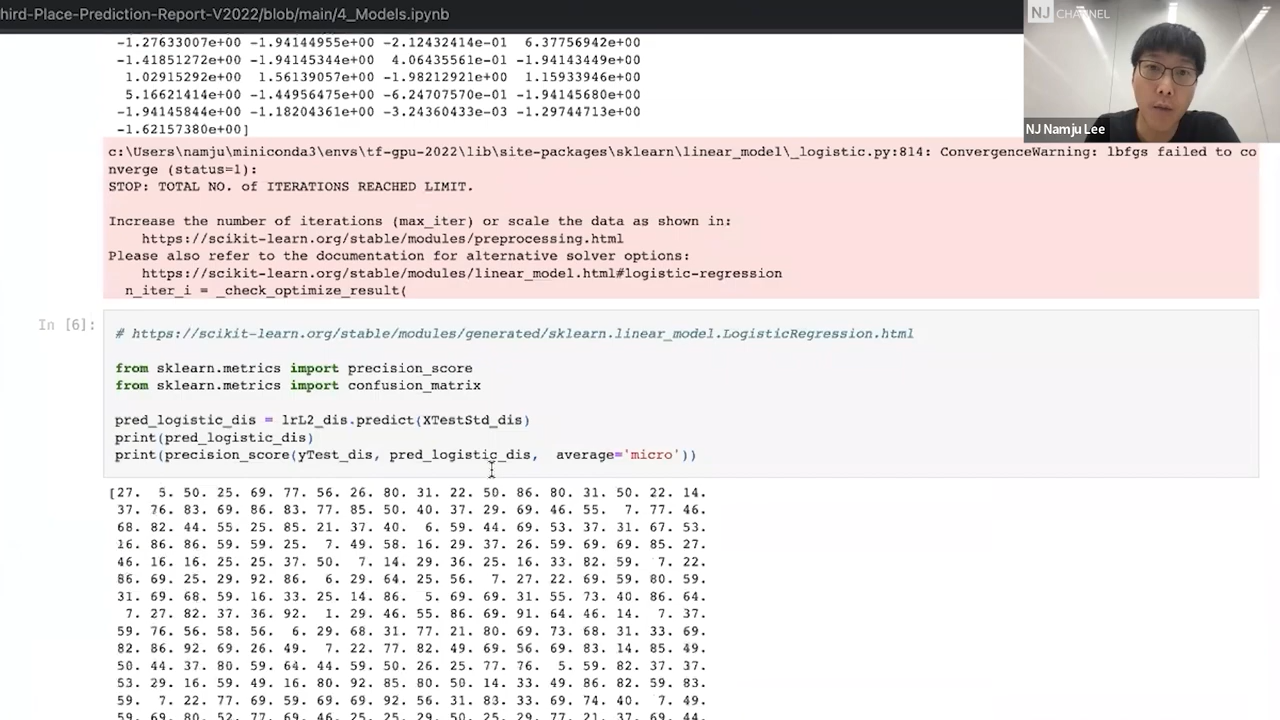 hird-Place-Prediction-Report-V2022/blob/main/4_Models.ipynb
NJ CHANNEL
NJ Namju Lee
-1.27633007e+00 -1.94144955e+00 -2.12432414e-01 6.37756942e+00
-1.41851272e+00 -1.94145344e+00 4.06435561e-01 -1.94143449e+00
1.02915292e+00 1.56139057e+00 -1.98212921e-01 1.15933946e+00
5.16621414e+00 -1.44956475e+00 -6.24707570e-01 -1.94145680e+00
-1.94145844e+00 -1.18204361e+00 -3.24360433e-03 -1.29744713e+00
-1.62157380e+00]
c:\Users\namju\miniconda3\envs\tf-gpu-2022\lib\site-packages\sklearn\linear_model\_logistic.py:814: ConvergenceWarning: lbfgs failed to co
nverge (status=1):
STOP: TOTAL NO. of ITERATIONS REACHED LIMIT.
Increase the number of iterations (max_iter) or scale the data as shown in:
https://scikit-learn.org/stable/modules/preprocessing.html
Please also refer to the documentation for alternative solver options:
https://scikit-learn.org/stable/modules/linear_model.html#logistic-regression
n_iter_i = _check_optimize_result(
In [6]:
# https://scikit-learn.org/stable/modules/generated/sklearn.linear_model.LogisticRegression.html
from sklearn.metrics import precision_score
from sklearn.metrics import confusion_matrix
pred_logistic_dis = lrL2_dis.predict(XTestStd_dis)
print(pred_logistic_dis)
print(precision_score(yTest_dis, pred_logistic_dis, average='micro'))
[27. 5. 50. 25. 69. 77. 56. 26. 80. 31. 22. 50. 86. 80. 31. 50. 22. 14.
37. 76. 83. 69. 86. 83. 77. 85. 50. 40. 37. 29. 69. 46. 55. 7. 77. 46.
68. 82. 44. 55. 25. 85. 21. 37. 40. 6. 59. 44. 69. 53. 37. 31. 67. 53.
16. 86. 86. 59. 59. 25. 7. 49. 58. 16. 29. 37. 26. 59. 69. 69. 85. 27.
46. 16. 16. 25. 25. 37. 50. 7. 14. 29. 36. 25. 16. 33. 82. 59. 7. 22.
86. 69. 25. 29. 92. 86. 6. 29. 64. 25. 56. 7. 27. 22. 69. 59. 80. 59.
31. 69. 68. 59. 16. 33. 25. 14. 86. 5. 69. 69. 31. 55. 73. 40. 86. 64.
7. 27. 82. 37. 36. 92. 1. 29. 46. 55. 86. 69. 91. 64. 46. 14. 7. 37.
59. 76. 56. 58. 56. 6. 29. 68. 31. 77. 21. 80. 69. 73. 68. 31. 33. 69.
82. 86. 92. 69. 26. 49. 7. 22. 77. 82. 49. 69. 56. 69. 83. 14. 85. 49.
50. 44. 37. 80. 59. 64. 44. 59. 50. 26. 25. 77. 76. 5. 59. 82. 37. 37.
53. 29. 16. 59. 49. 16. 80. 92. 85. 80. 50. 14. 33. 49. 86. 82. 59. 83.
59. 7. 22. 77. 69. 59. 69. 69. 92. 56. 31. 83. 33. 69. 74. 40. 7. 49.
59. 69. 80. 52. 77. 69. 46. 25. 25. 29. 50. 25. 29. 77. 21. 37. 69. 44.